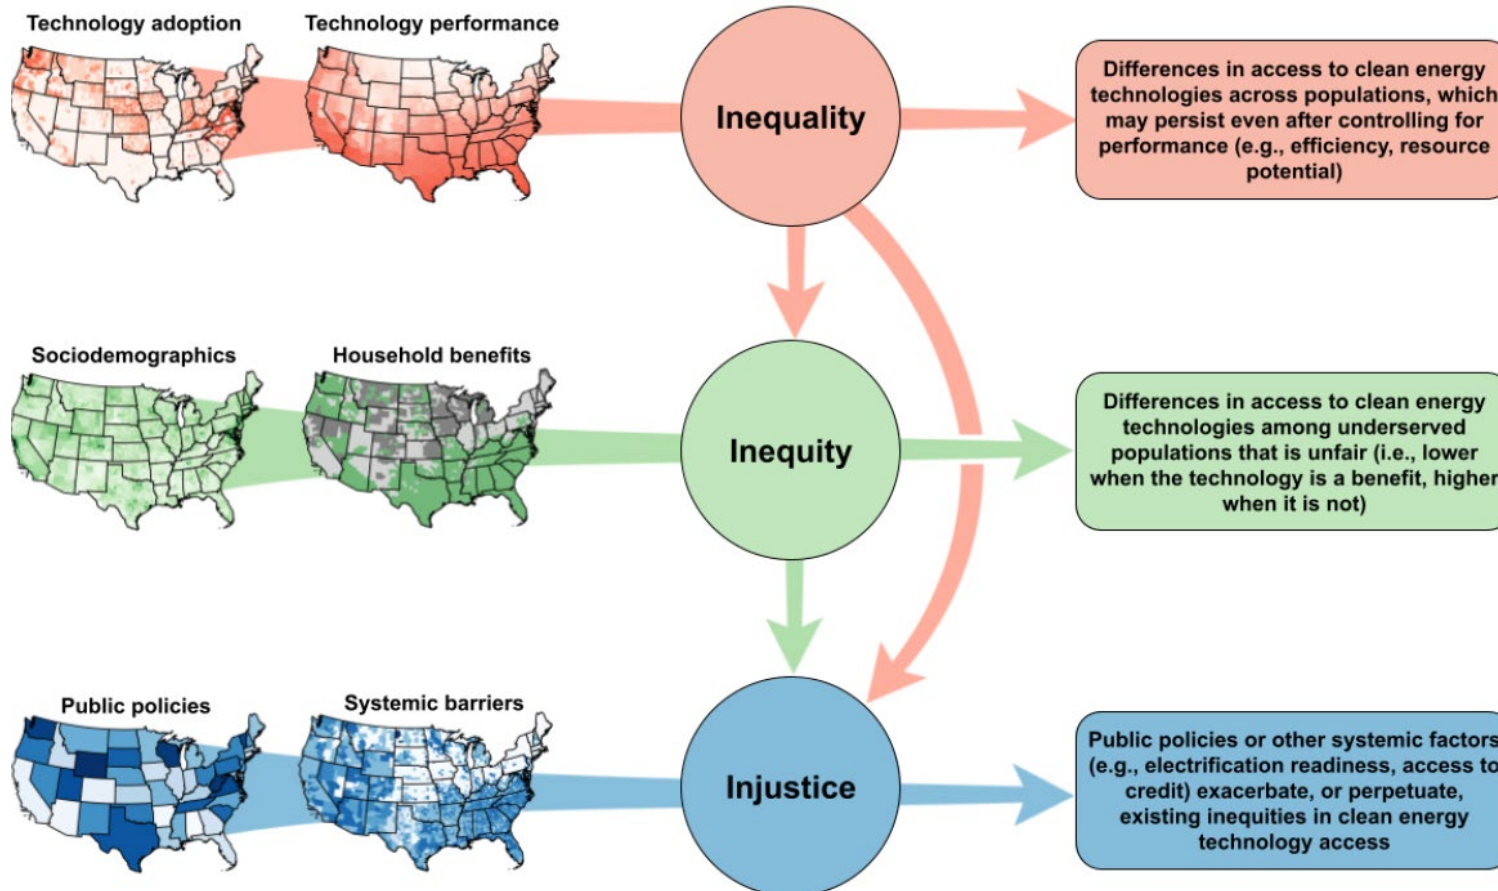 Technology adoption
Technology performance
Inequality
Differences in access to clean energy
technologies across populations, which
may persist even after controlling for
performance (e.g., efficiency, resource
potential)
Sociodemographics
Household benefits
Inequity
Differences in access to clean energy
technologies among underserved
populations that is unfair (i.e., lower
when the technology is a benefit, higher
when it is not)
Public policies
Systemic barriers
Injustice
Public policies or other systemic factors
(e.g., electrification readiness, access to
credit) exacerbate, or perpetuate,
existing inequities in clean energy
technology access